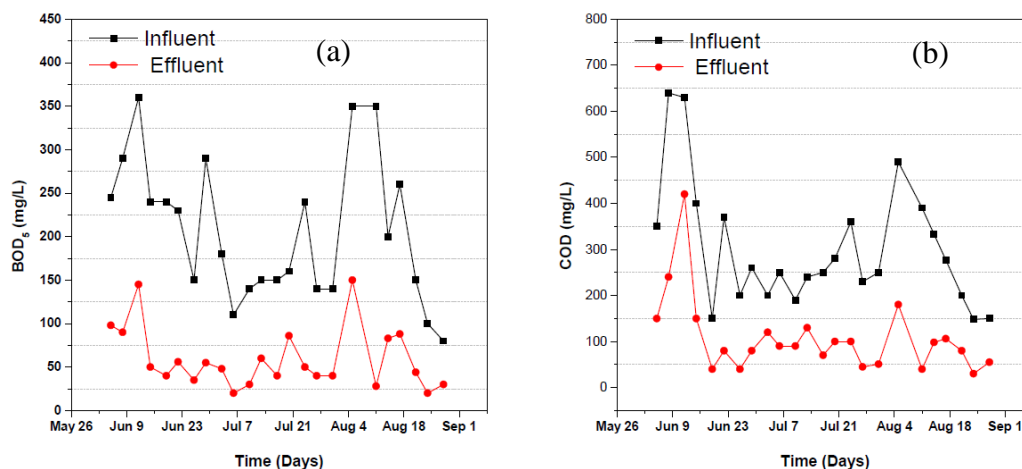 450
400
350
300
250
200
150
100
50
0
BOD₅ (mg/L)
Influent
Effluent
(a)
May 26 Jun 9 Jun 23 Jul 7 Jul 21 Aug 4 Aug 18 Sep 1
Time (Days)
800
700
600
500
400
300
200
100
0
COD (mg/L)
Influent
Effluent
(b)
May 26 Jun 9 Jun 23 Jul 7 Jul 21 Aug 4 Aug 18 Sep 1
Time (Days)